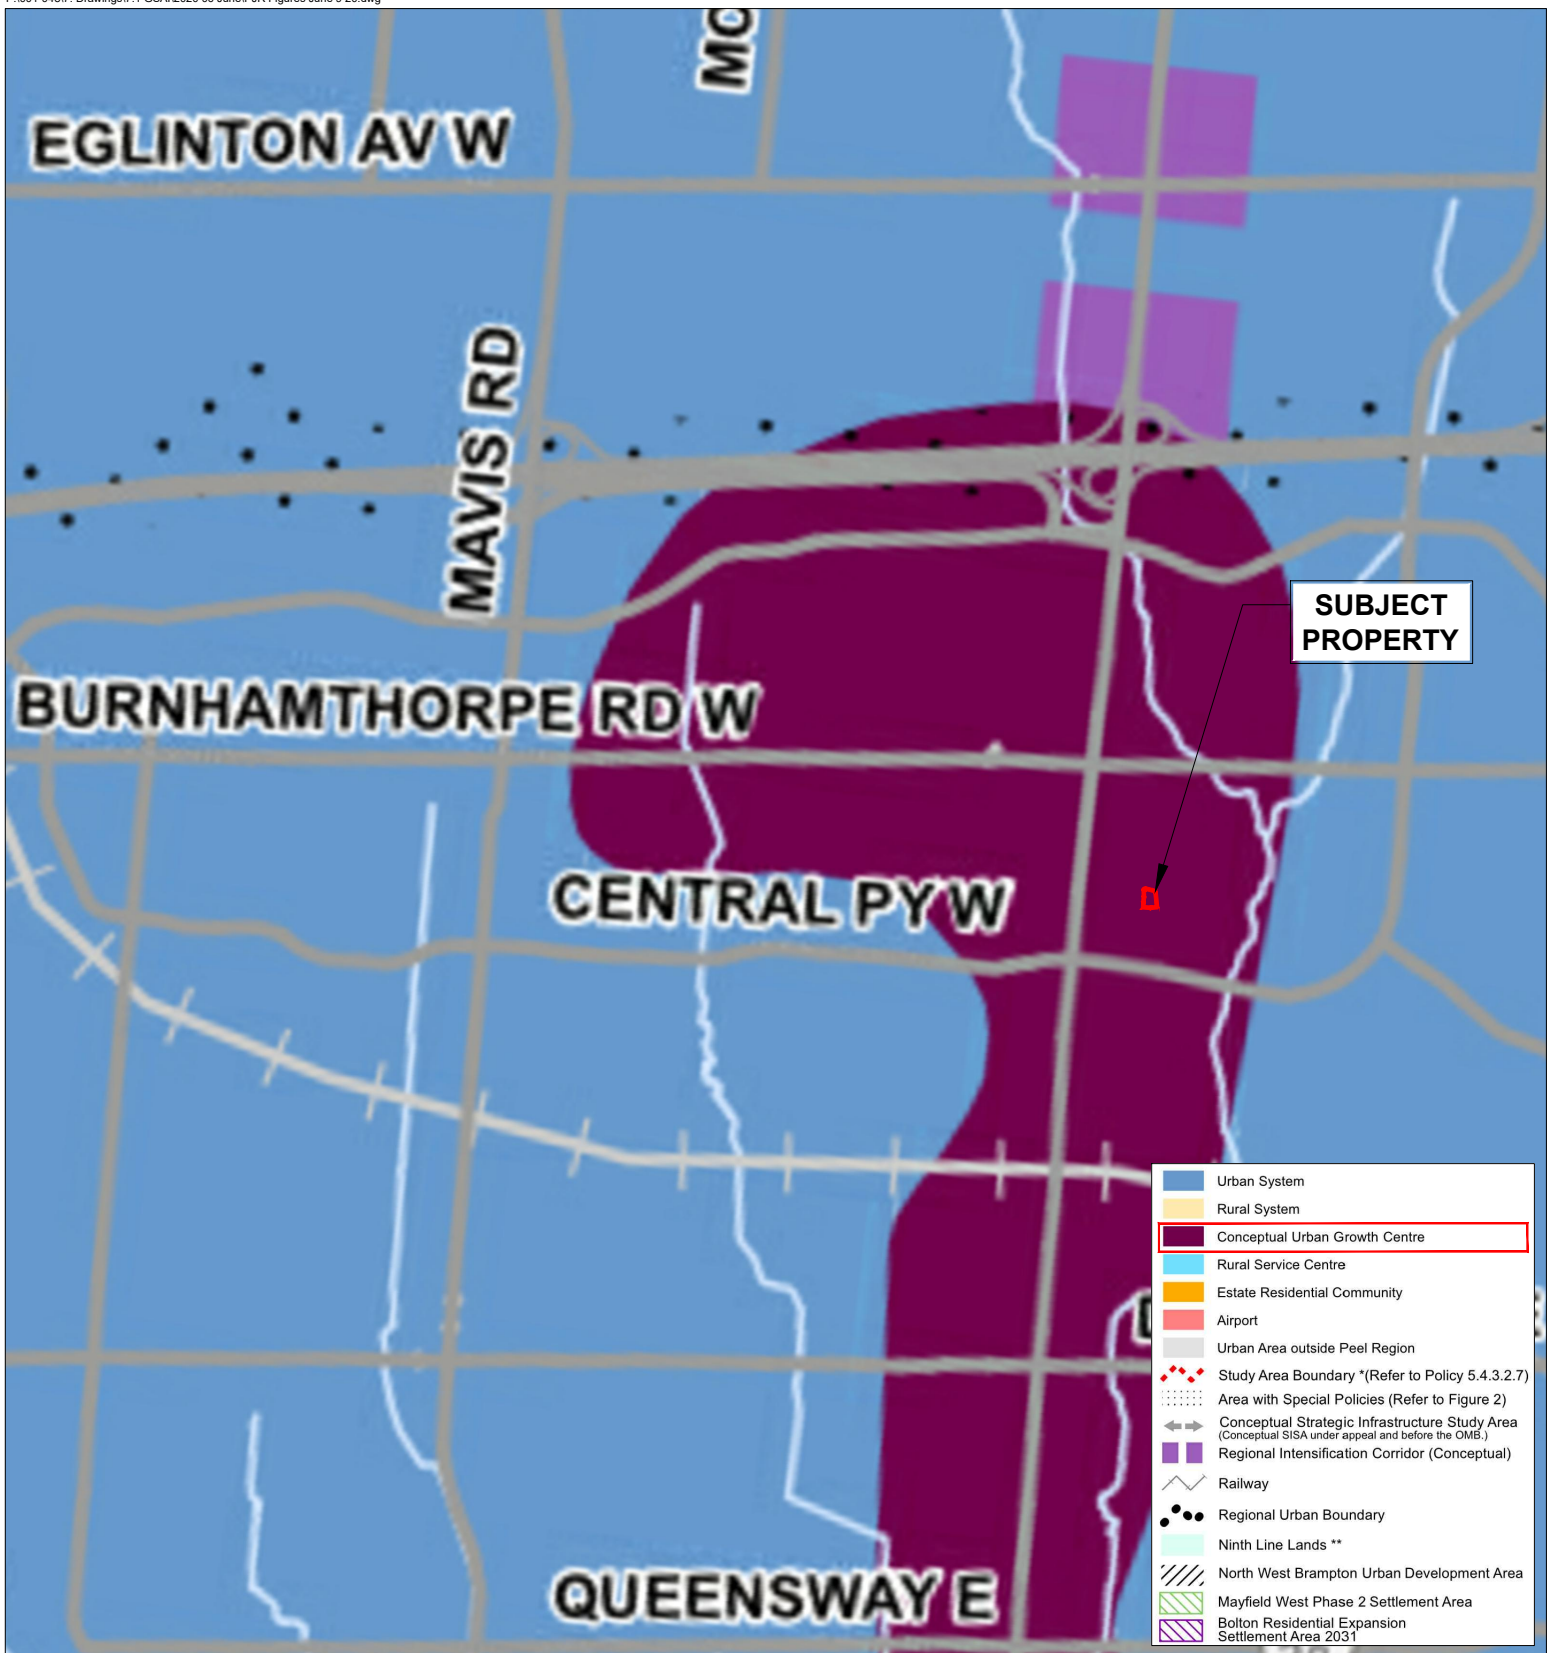 MO
EGLINTON AV W
MAVIS RD
SUBJECT
PROPERTY
BURNHAMTHORPE RD W
CENTRAL PY W
QUEENSWAY E
Urban System
Rural System
Conceptual Urban Growth Centre
Rural Service Centre
Estate Residential Community
Airport
Urban Area outside Peel Region
Study Area Boundary *(Refer to Policy 5.4.3.2.7)
Area with Special Policies (Refer to Figure 2)
Conceptual Strategic Infrastructure Study Area
(Conceptual SISA under appeal and before the OMB.)
Regional Intensification Corridor (Conceptual)
Railway
Regional Urban Boundary
Ninth Line Lands **
North West Brampton Urban Development Area
Mayfield West Phase 2 Settlement Area
Bolton Residential Expansion
Settlement Area 2031